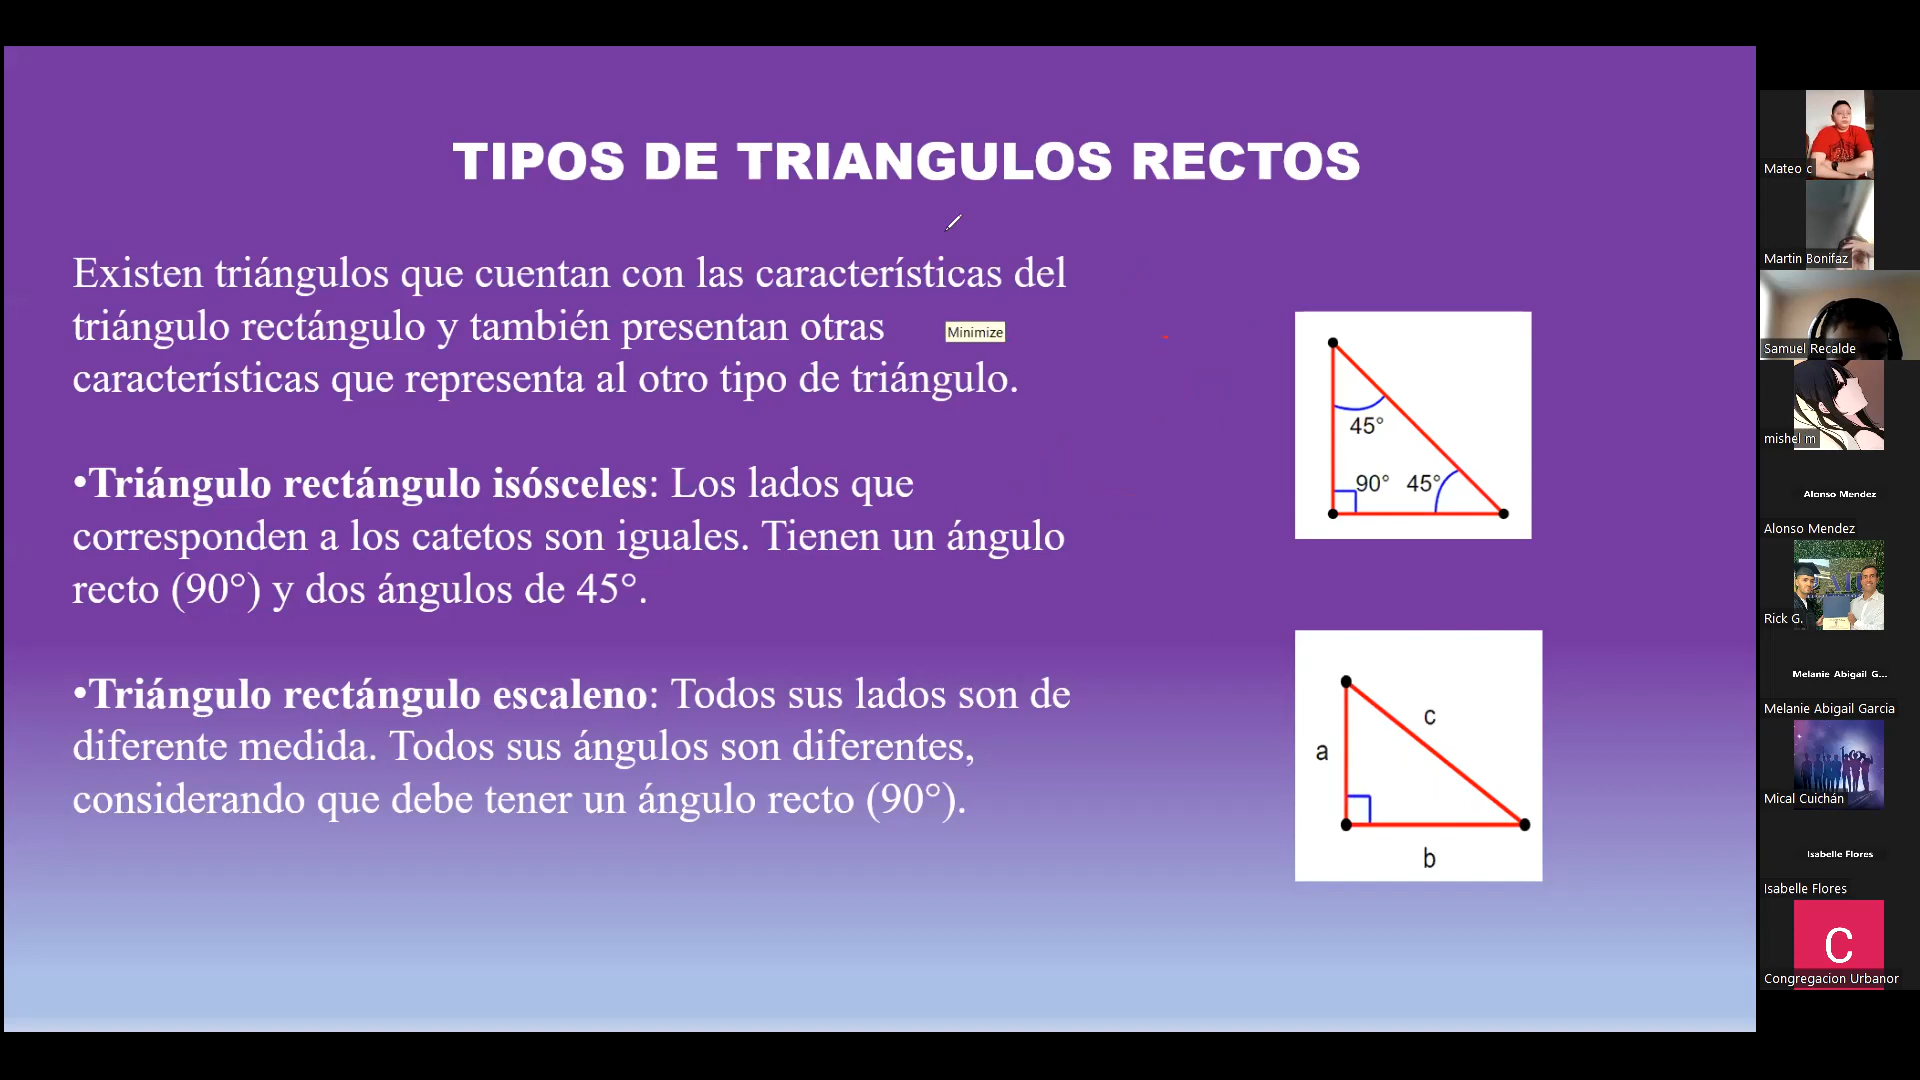 TIPOS DE TRIANGULOS RECTOS
Existen triángulos que cuentan con las características del
triángulo rectángulo y también presentan otras
características que representa al otro tipo de triángulo.
Minimize
•Triángulo rectángulo isósceles: Los lados que
corresponden a los catetos son iguales. Tienen un ángulo
recto (90°) y dos ángulos de 45°.
•Triángulo rectángulo escaleno: Todos sus lados son de
diferente medida. Todos sus ángulos son diferentes,
considerando que debe tener un ángulo recto (90°).
45°
90° 45°
c
a
b
Mateo c
Martin Bonifaz
Samuel Recalde
mishel m
Alonso Mendez
Alonso Mendez
Rick G.
Melanie Abigail G...
Melanie Abigail Garcia
Mical Cuichán
Isabelle Flores
Isabelle Flores
C
Congregacion Urbanor